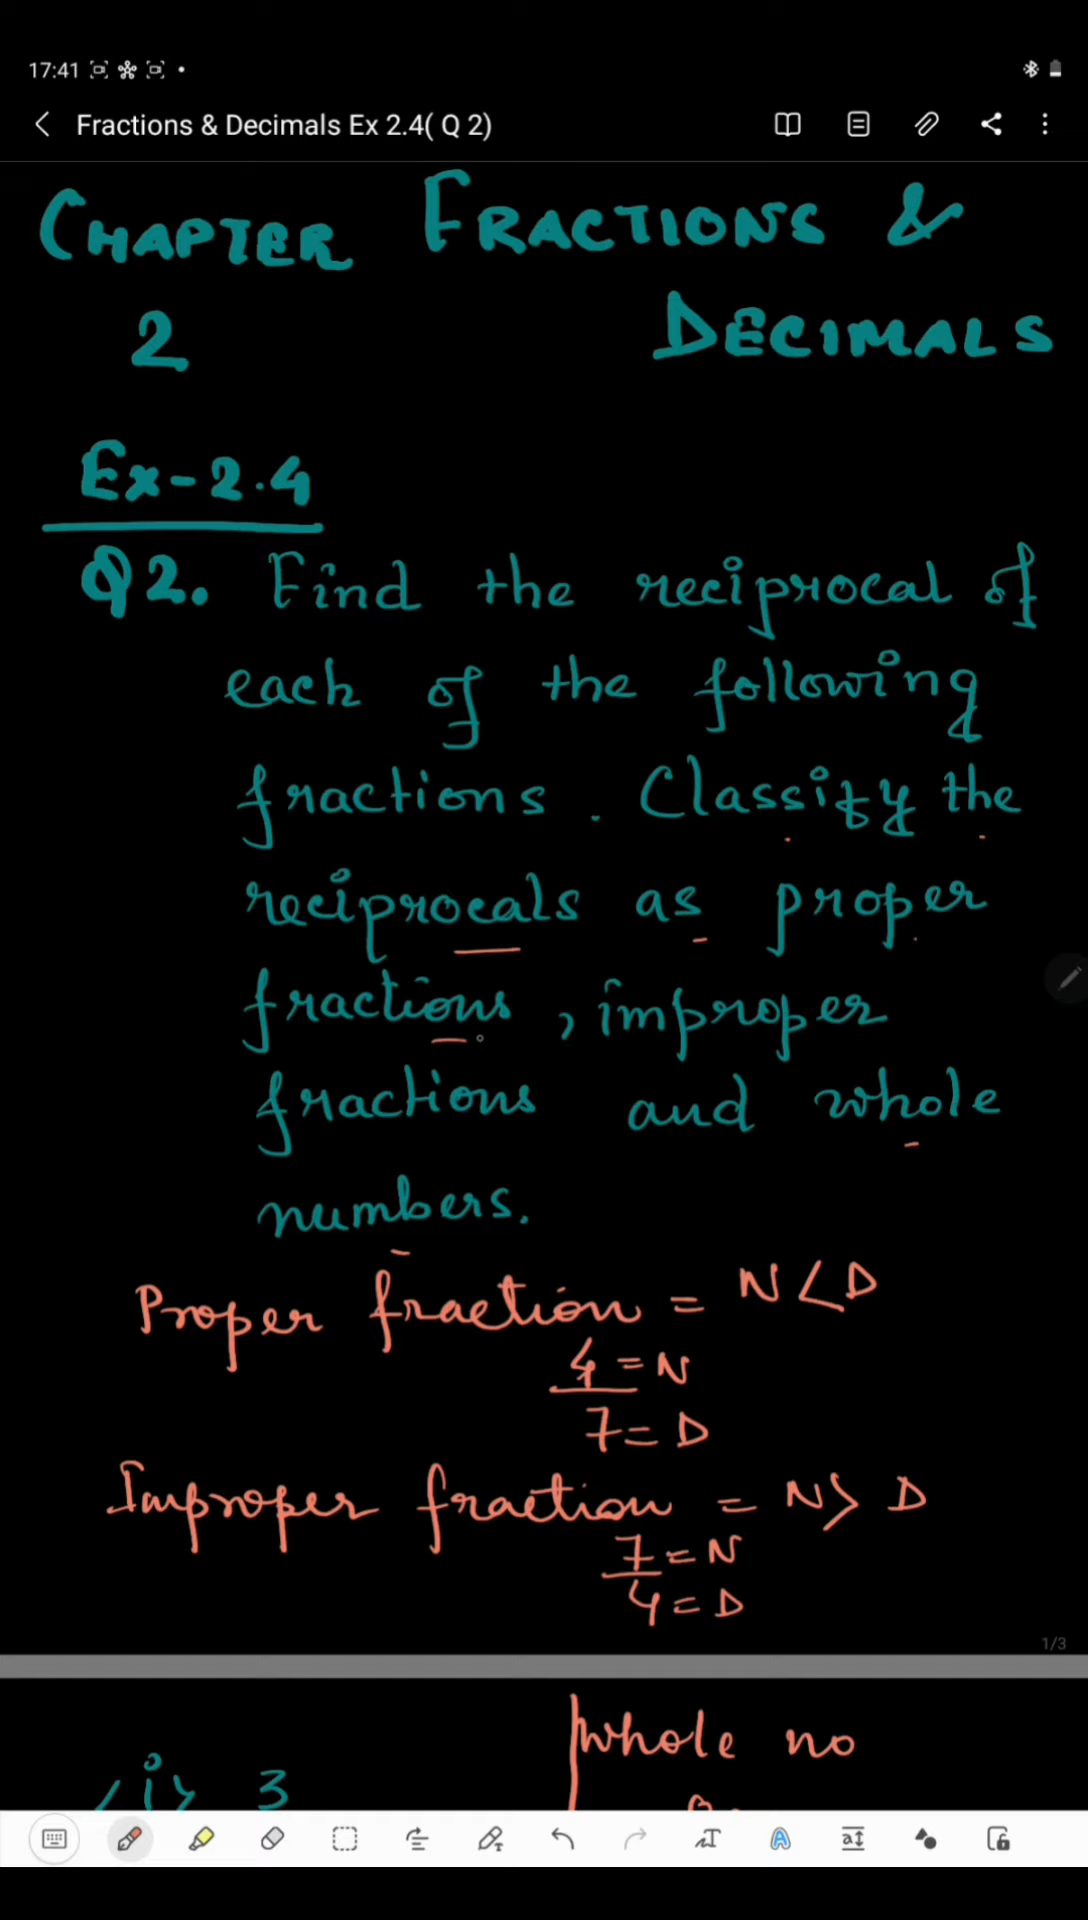 17:41
Fractions & Decimals Ex 2.4( Q 2)
CHAPTER FRACTIONS &
2 DECIMALS
Ex-2.4
Q2. Find the reciprocal of
each of the following
fractions. Classify the
reciprocals as proper
fractions, improper
fractions and whole
numbers.
Proper fraction = N < D
4 = N
7 = D
Improper fraction = N > D
7 = N
4 = D
1/3
whole no
(i) 3